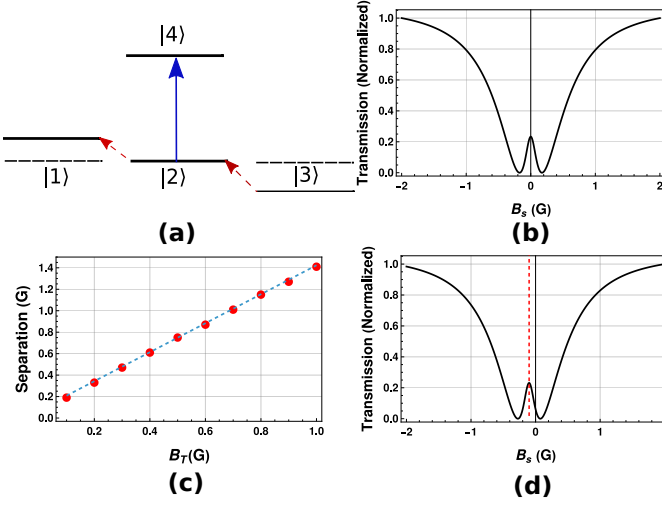 |4⟩
|1⟩
|2⟩
|3⟩
(a)
Transmission (Normalized)
1.0
0.8
0.6
0.4
0.2
0.0
-2 -1 0 1 2
Bs (G)
(b)
Separation (G)
1.4
1.2
1.0
0.8
0.6
0.4
0.2
0.0
0.2 0.4 0.6 0.8 1.0
BT(G)
(c)
Transmission (Normalized)
1.0
0.8
0.6
0.4
0.2
0.0
-2 -1 0 1
Bs (G)
(d)